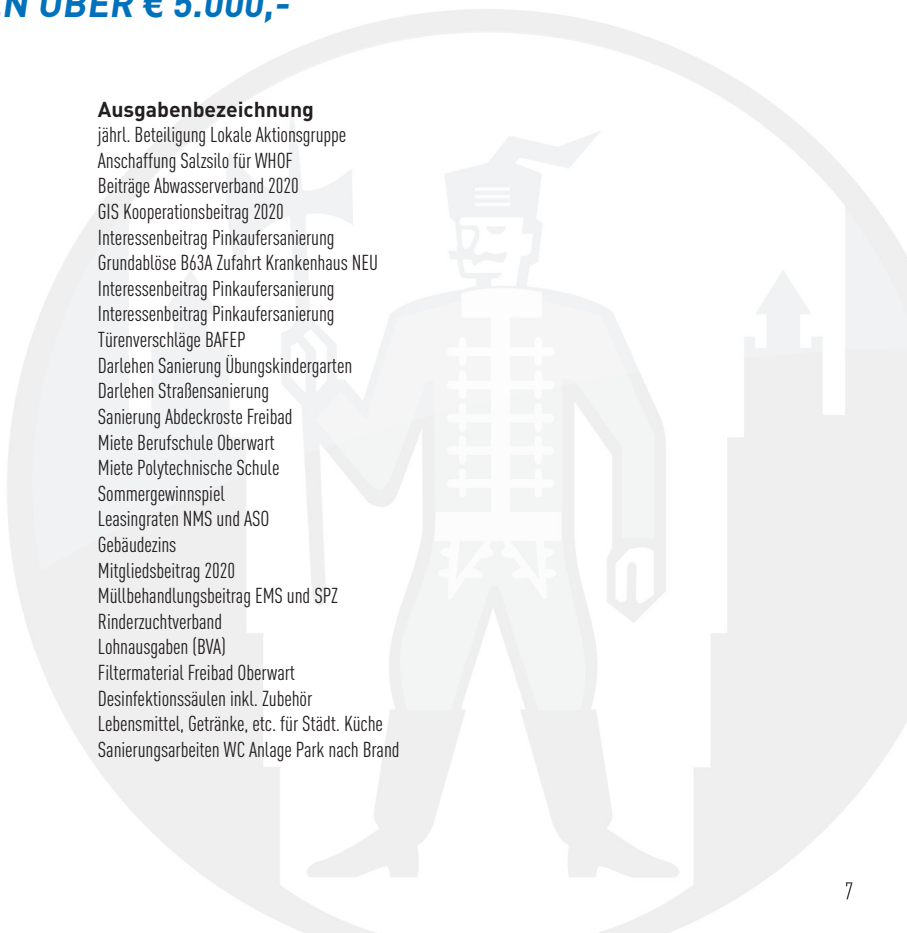 N ÜBER € 5.000,-
Ausgabenbezeichnung
jährl. Beteiligung Lokale Aktionsgruppe
Anschaffung Salzsilo für WHOF
Beiträge Abwasserverband 2020
GIS Kooperationsbeitrag 2020
Interessenbeitrag Pinkaufersanierung
Grundablöse B63A Zufahrt Krankenhaus NEU
Interessenbeitrag Pinkaufersanierung
Interessenbeitrag Pinkaufersanierung
Türenverschläge BAFEP
Darlehen Sanierung Übungskindergarten
Darlehen Straßensanierung
Sanierung Abdeckroste Freibad
Miete Berufschule Oberwart
Miete Polytechnische Schule
Sommergewinnspiel
Leasingraten NMS und ASO
Gebäudezins
Mitgliedsbeitrag 2020
Müllbehandlungsbeitrag EMS und SPZ
Rinderzuchtverband
Lohnausgaben (BVA)
Filtermaterial Freibad Oberwart
Desinfektionssäulen inkl. Zubehör
Lebensmittel, Getränke, etc. für Städt. Küche
Sanierungsarbeiten WC Anlage Park nach Brand
7